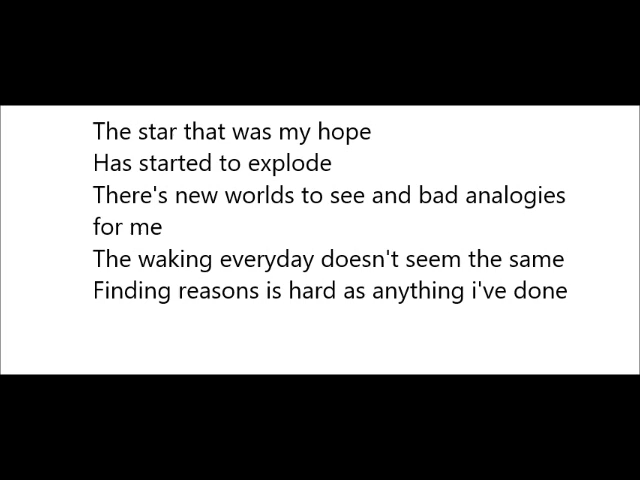 The star that was my hope
Has started to explode
There's new worlds to see and bad analogies
for me
The waking everyday doesn't seem the same
Finding reasons is hard as anything i've done